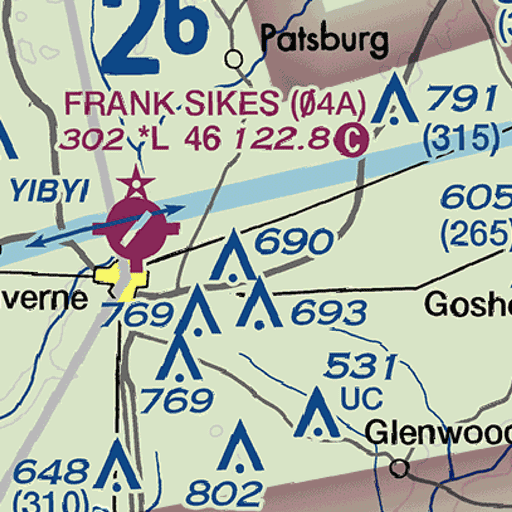 26
Patsburg
FRANK SIKES (Ø4A)
302 *L 46 122.8 C
791
(315)
YIBYI
605
(265)
690
verne
769
693
Goshe
769
531
UC
Glenwood
648
(310)
802